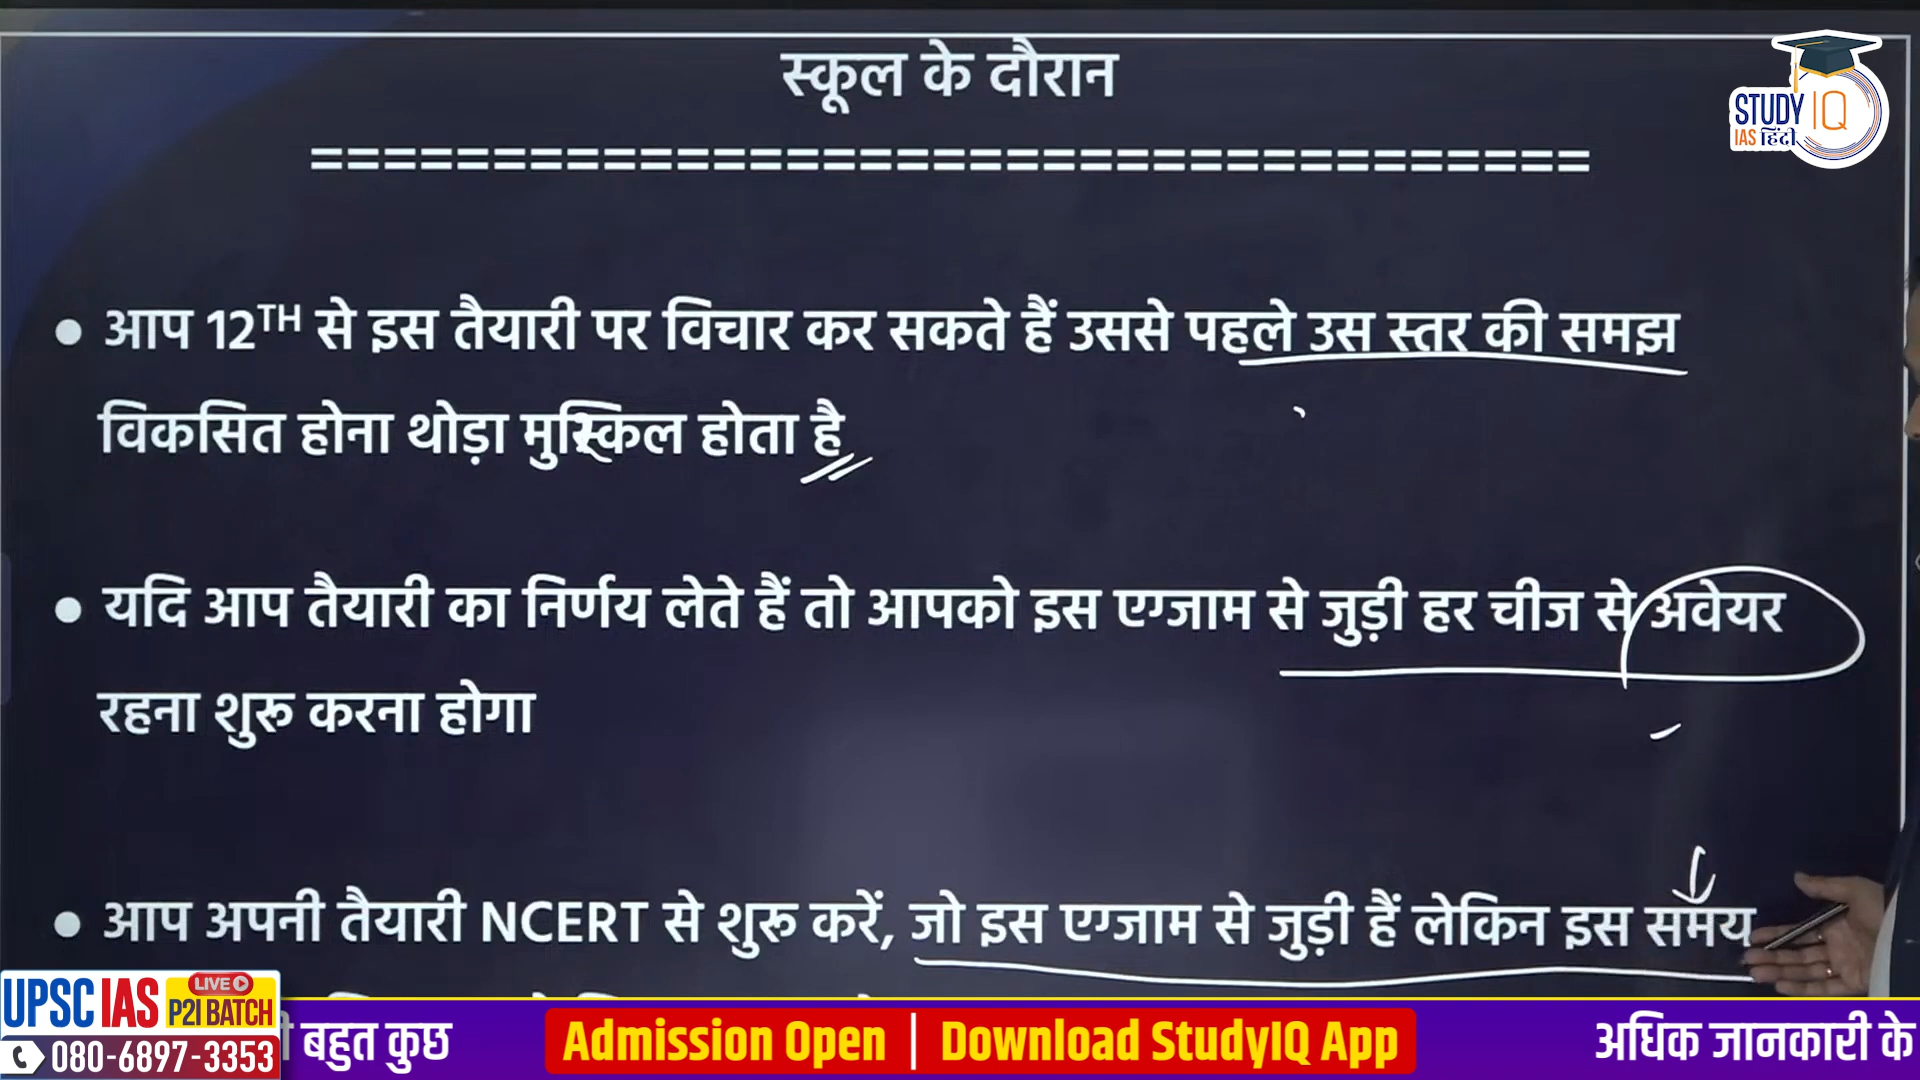 स्कूल के दौरान
===================================
STUDY IQ
IAS हिंदी
• आप 12TH से इस तैयारी पर विचार कर सकते हैं उससे पहले उस स्तर की समझ
विकसित होना थोड़ा मुश्किल होता है
• यदि आप तैयारी का निर्णय लेते हैं तो आपको इस एग्जाम से जुड़ी हर चीज से अवेयर
रहना शुरू करना होगा
• आप अपनी तैयारी NCERT से शुरू करें, जो इस एग्जाम से जुड़ी हैं लेकिन इस समय
UPSC IAS LIVE P2I BATCH
080-6897-3353
बहुत कुछ Admission Open | Download StudyIQ App अधिक जानकारी के